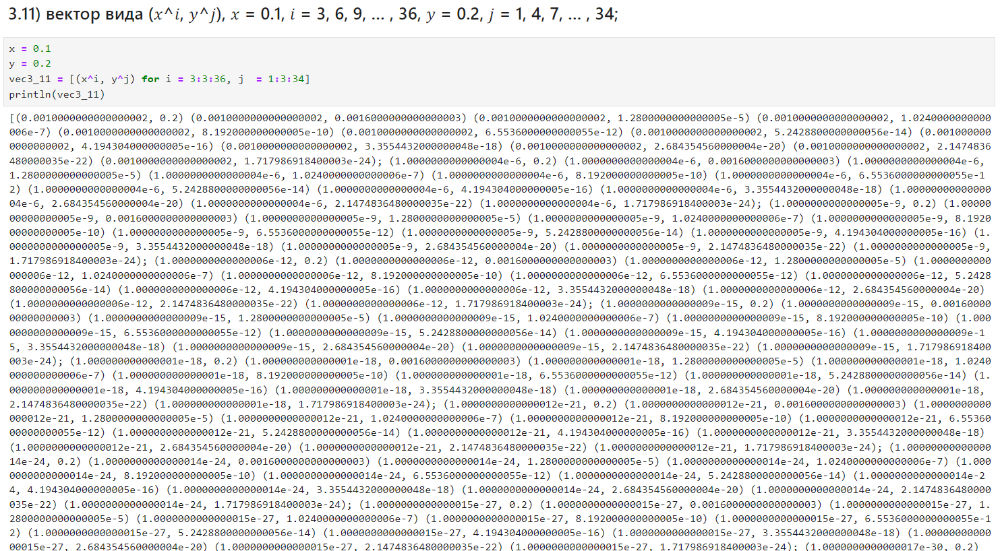 3.11) вектор вида (x^i, y^j), x = 0.1, i = 3, 6, 9, … , 36, y = 0.2, j = 1, 4, 7, … , 34;
x = 0.1
y = 0.2
vec3_11 = [(x^i, y^j) for i = 3:3:36, j  = 1:3:34]
println(vec3_11)
[(0.0010000000000000002, 0.2) (0.0010000000000000002, 0.0016000000000000003) (0.0010000000000000002, 1.2800000000000005e-5) (0.0010000000000000002, 1.0240000000000
006e-7) (0.0010000000000000002, 8.192000000000005e-10) (0.0010000000000000002, 6.5536000000000055e-12) (0.0010000000000000002, 5.2428800000000056e-14) (0.001000000
0000000002, 4.194304000000005e-16) (0.0010000000000000002, 3.3554432000000048e-18) (0.0010000000000000002, 2.684354560000004e-20) (0.0010000000000000002, 2.1474836
480000035e-22) (0.0010000000000000002, 1.717986918400003e-24); (1.0000000000000004e-6, 0.2) (1.0000000000000004e-6, 0.0016000000000000003) (1.0000000000000004e-6,
1.2800000000000005e-5) (1.0000000000000004e-6, 1.0240000000000006e-7) (1.0000000000000004e-6, 8.192000000000005e-10) (1.0000000000000004e-6, 6.5536000000000055e-1
2) (1.0000000000000004e-6, 5.2428800000000056e-14) (1.0000000000000004e-6, 4.194304000000005e-16) (1.0000000000000004e-6, 3.3554432000000048e-18) (1.00000000000000
04e-6, 2.684354560000004e-20) (1.0000000000000004e-6, 2.1474836480000035e-22) (1.0000000000000004e-6, 1.717986918400003e-24); (1.0000000000000005e-9, 0.2) (1.00000
00000000005e-9, 0.0016000000000000003) (1.0000000000000005e-9, 1.2800000000000005e-5) (1.0000000000000005e-9, 1.0240000000000006e-7) (1.0000000000000005e-9, 8.1920
00000000005e-10) (1.0000000000000005e-9, 6.5536000000000055e-12) (1.0000000000000005e-9, 5.2428800000000056e-14) (1.0000000000000005e-9, 4.194304000000005e-16) (1.
0000000000000005e-9, 3.3554432000000048e-18) (1.0000000000000005e-9, 2.684354560000004e-20) (1.0000000000000005e-9, 2.1474836480000035e-22) (1.0000000000000005e-9,
1.717986918400003e-24); (1.0000000000000006e-12, 0.2) (1.0000000000000006e-12, 0.0016000000000000003) (1.0000000000000006e-12, 1.2800000000000005e-5) (1.0000000000
000006e-12, 1.0240000000000006e-7) (1.0000000000000006e-12, 8.192000000000005e-10) (1.0000000000000006e-12, 6.5536000000000055e-12) (1.0000000000000006e-12, 5.2428
800000000056e-14) (1.0000000000000006e-12, 4.194304000000005e-16) (1.0000000000000006e-12, 3.3554432000000048e-18) (1.0000000000000006e-12, 2.684354560000004e-20)
(1.0000000000000006e-12, 2.1474836480000035e-22) (1.0000000000000006e-12, 1.717986918400003e-24); (1.0000000000000009e-15, 0.2) (1.0000000000000009e-15, 0.00160000
00000000003) (1.0000000000000009e-15, 1.2800000000000005e-5) (1.0000000000000009e-15, 1.0240000000000006e-7) (1.0000000000000009e-15, 8.192000000000005e-10) (1.000
0000000000009e-15, 6.5536000000000055e-12) (1.0000000000000009e-15, 5.2428800000000056e-14) (1.0000000000000009e-15, 4.194304000000005e-16) (1.0000000000000009e-1
5, 3.3554432000000048e-18) (1.0000000000000009e-15, 2.684354560000004e-20) (1.0000000000000009e-15, 2.1474836480000035e-22) (1.0000000000000009e-15, 1.717986918400
003e-24); (1.000000000000001e-18, 0.2) (1.000000000000001e-18, 0.0016000000000000003) (1.000000000000001e-18, 1.2800000000000005e-5) (1.000000000000001e-18, 1.0240
000000000006e-7) (1.000000000000001e-18, 8.192000000000005e-10) (1.000000000000001e-18, 6.5536000000000055e-12) (1.000000000000001e-18, 5.2428800000000056e-14) (1.
000000000000001e-18, 4.194304000000005e-16) (1.000000000000001e-18, 3.3554432000000048e-18) (1.000000000000001e-18, 2.684354560000004e-20) (1.000000000000001e-18,
2.1474836480000035e-22) (1.000000000000001e-18, 1.717986918400003e-24); (1.0000000000000012e-21, 0.2) (1.0000000000000012e-21, 0.0016000000000000003) (1.0000000000
000012e-21, 1.2800000000000005e-5) (1.0000000000000012e-21, 1.0240000000000006e-7) (1.0000000000000012e-21, 8.192000000000005e-10) (1.0000000000000012e-21, 6.55360
00000000055e-12) (1.0000000000000012e-21, 5.2428800000000056e-14) (1.0000000000000012e-21, 4.194304000000005e-16) (1.0000000000000012e-21, 3.3554432000000048e-18)
(1.0000000000000012e-21, 2.684354560000004e-20) (1.0000000000000012e-21, 2.1474836480000035e-22) (1.0000000000000012e-21, 1.717986918400003e-24); (1.00000000000000
14e-24, 0.2) (1.0000000000000014e-24, 0.0016000000000000003) (1.0000000000000014e-24, 1.2800000000000005e-5) (1.0000000000000014e-24, 1.0240000000000006e-7) (1.000
0000000000014e-24, 8.192000000000005e-10) (1.0000000000000014e-24, 6.5536000000000055e-12) (1.0000000000000014e-24, 5.2428800000000056e-14) (1.0000000000000014e-2
4, 4.194304000000005e-16) (1.0000000000000014e-24, 3.3554432000000048e-18) (1.0000000000000014e-24, 2.684354560000004e-20) (1.0000000000000014e-24, 2.1474836480000
035e-22) (1.0000000000000014e-24, 1.717986918400003e-24); (1.0000000000000015e-27, 0.2) (1.0000000000000015e-27, 0.0016000000000000003) (1.0000000000000015e-27, 1.
2800000000000005e-5) (1.0000000000000015e-27, 1.0240000000000006e-7) (1.0000000000000015e-27, 8.192000000000005e-10) (1.0000000000000015e-27, 6.5536000000000055e-1
2) (1.0000000000000015e-27, 5.2428800000000056e-14) (1.0000000000000015e-27, 4.194304000000005e-16) (1.0000000000000015e-27, 3.3554432000000048e-18) (1.00000000000
00015e-27, 2.684354560000004e-20) (1.0000000000000015e-27, 2.1474836480000035e-22) (1.0000000000000015e-27, 1.717986918400003e-24); (1.0000000000000017e-30, 0.2)